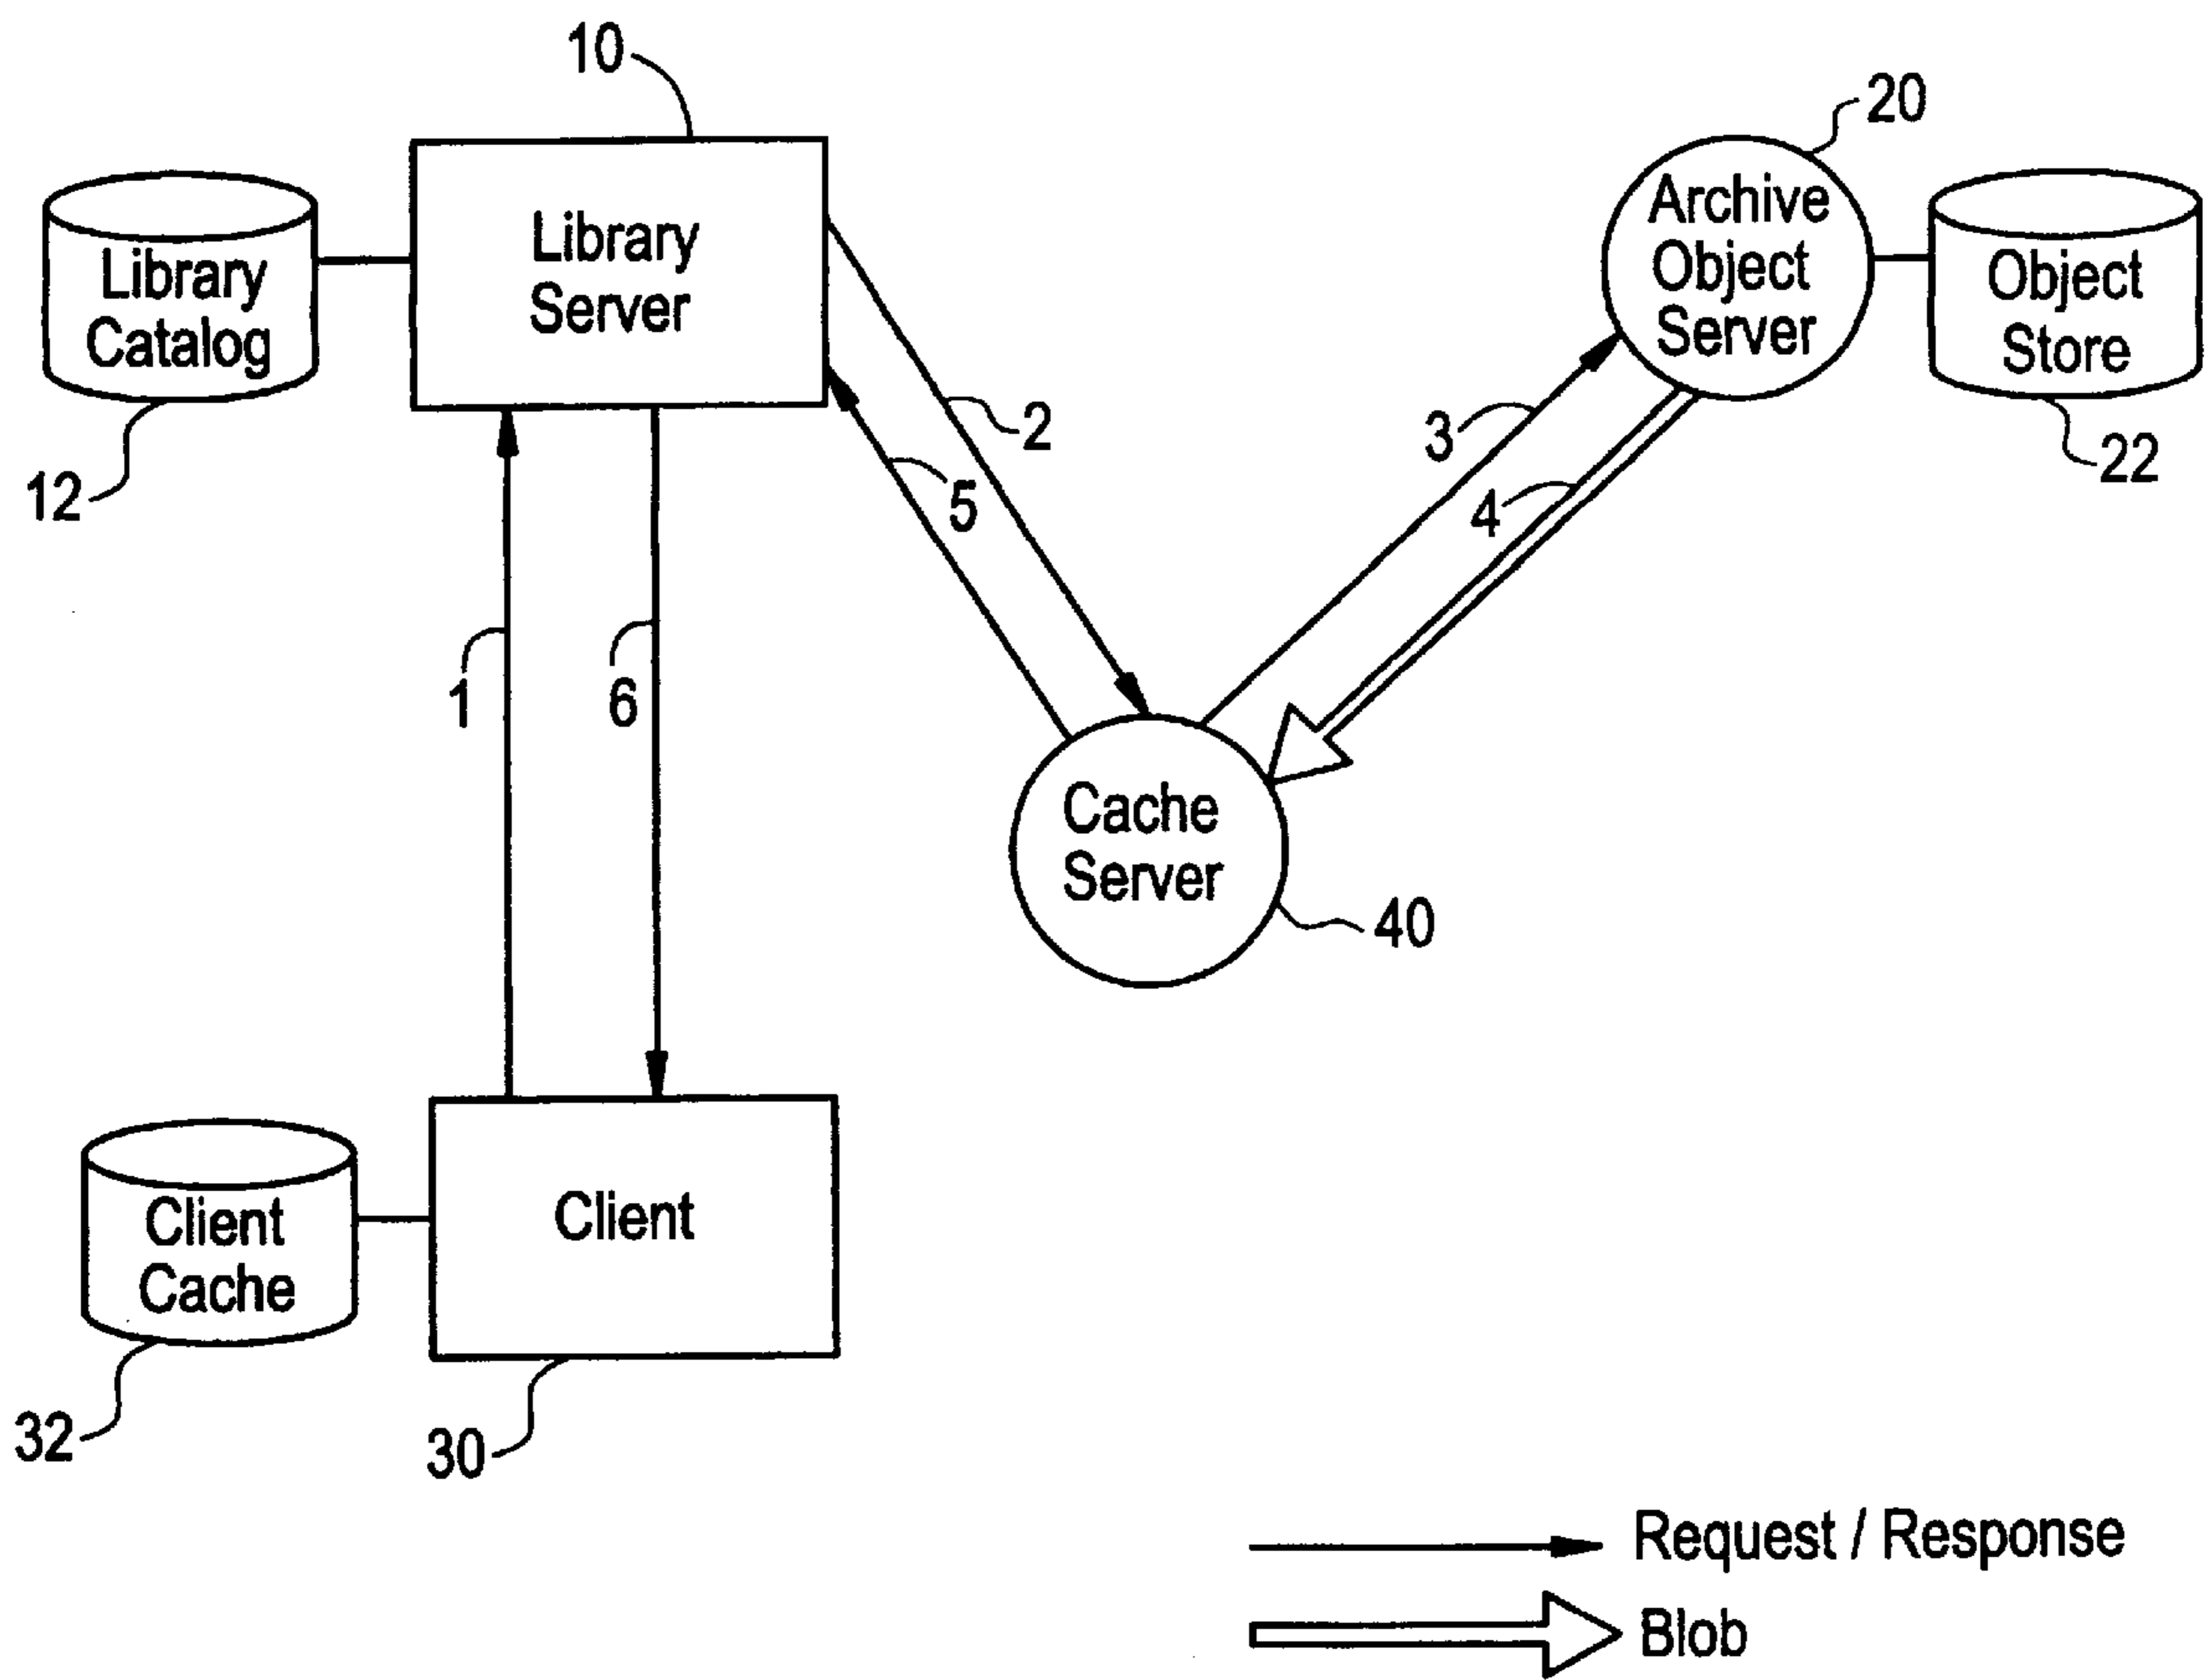 10
20
Library
Catalog
Library
Server
Archive
Object
Server
Object
Store
12
2
5
3
4
22
1
6
Cache
Server
40
Client
Cache
Client
32
30
Request / Response
Blob